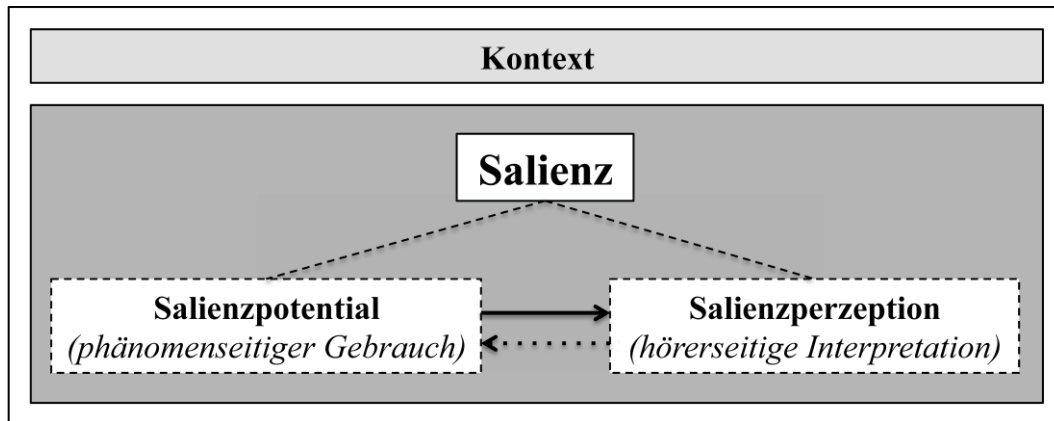 Kontext
Salienz
Salienzpotential
(phänomenseitiger Gebrauch)
Salienzperzeption
(hörerseitige Interpretation)